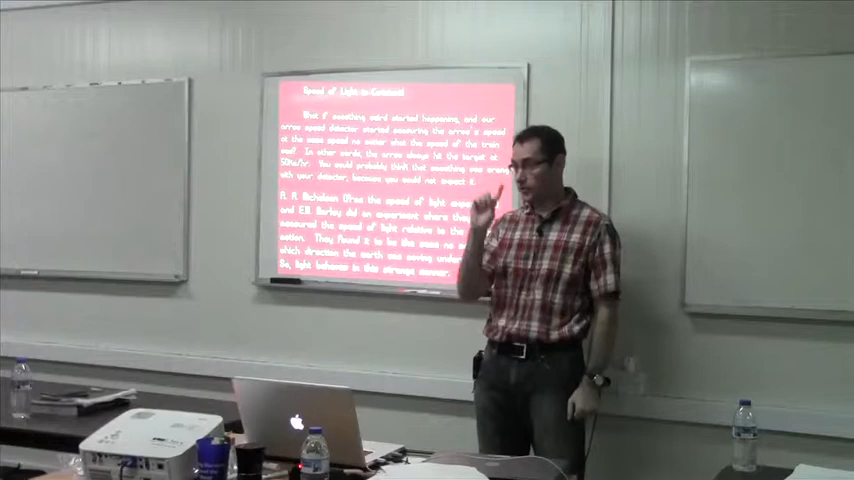 Speed of Light is Constant
What if something weird started happening, and our
arrow speed detector started measuring the arrow's speed
at the same speed no matter what the speed of the train
was? In other words, the arrow always hit the target at
50m/hr. You would probably think that something was wrong
with your detector, because you would not expect it.
A. A. Michelson
the speed of light
and E.W. Morley did an experiment where they
measured the speed of light relative to the
motion. They found it to be the same no
which direction the earth was moving
So, light behaves in this strange manner.